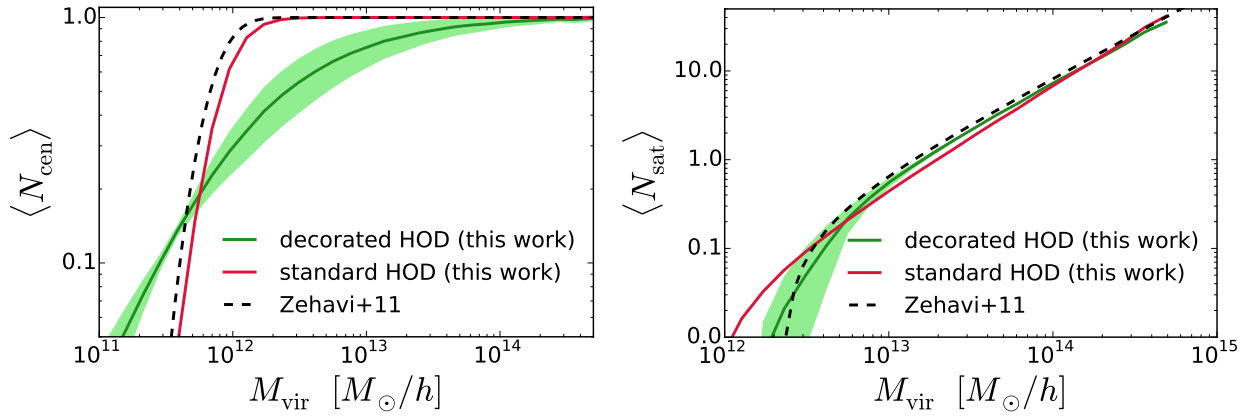 1.0
0.1
⟨N_cen⟩
decorated HOD (this work)
standard HOD (this work)
Zehavi+11
10^11 10^12 10^13 10^14
M_vir [M_⊙/h]
10.0
1.0
0.1
0.0
⟨N_sat⟩
decorated HOD (this work)
standard HOD (this work)
Zehavi+11
10^12 10^13 10^14 10^15
M_vir [M_⊙/h]